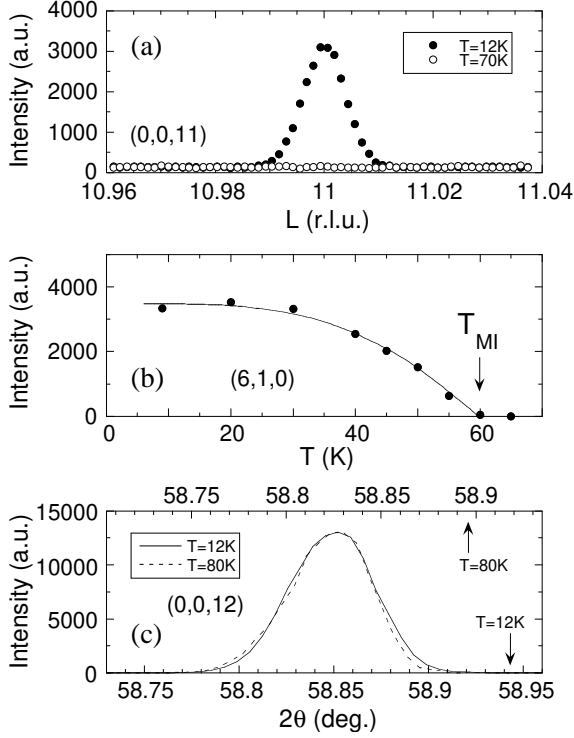 4000
3000
2000
1000
0
Intensity (a.u.)
(a)
T=12K
T=70K
(0,0,11)
10.96 10.98 11 11.02 11.04
L (r.l.u.)
6000
4000
2000
0
Intensity (a.u.)
T_MI
(b)
(6,1,0)
0 20 40 60
T (K)
58.75 58.8 58.85 58.9
15000
10000
5000
0
Intensity (a.u.)
T=12K
T=80K
T=80K
(0,0,12)
T=12K
(c)
58.75 58.8 58.85 58.9 58.95
2θ (deg.)